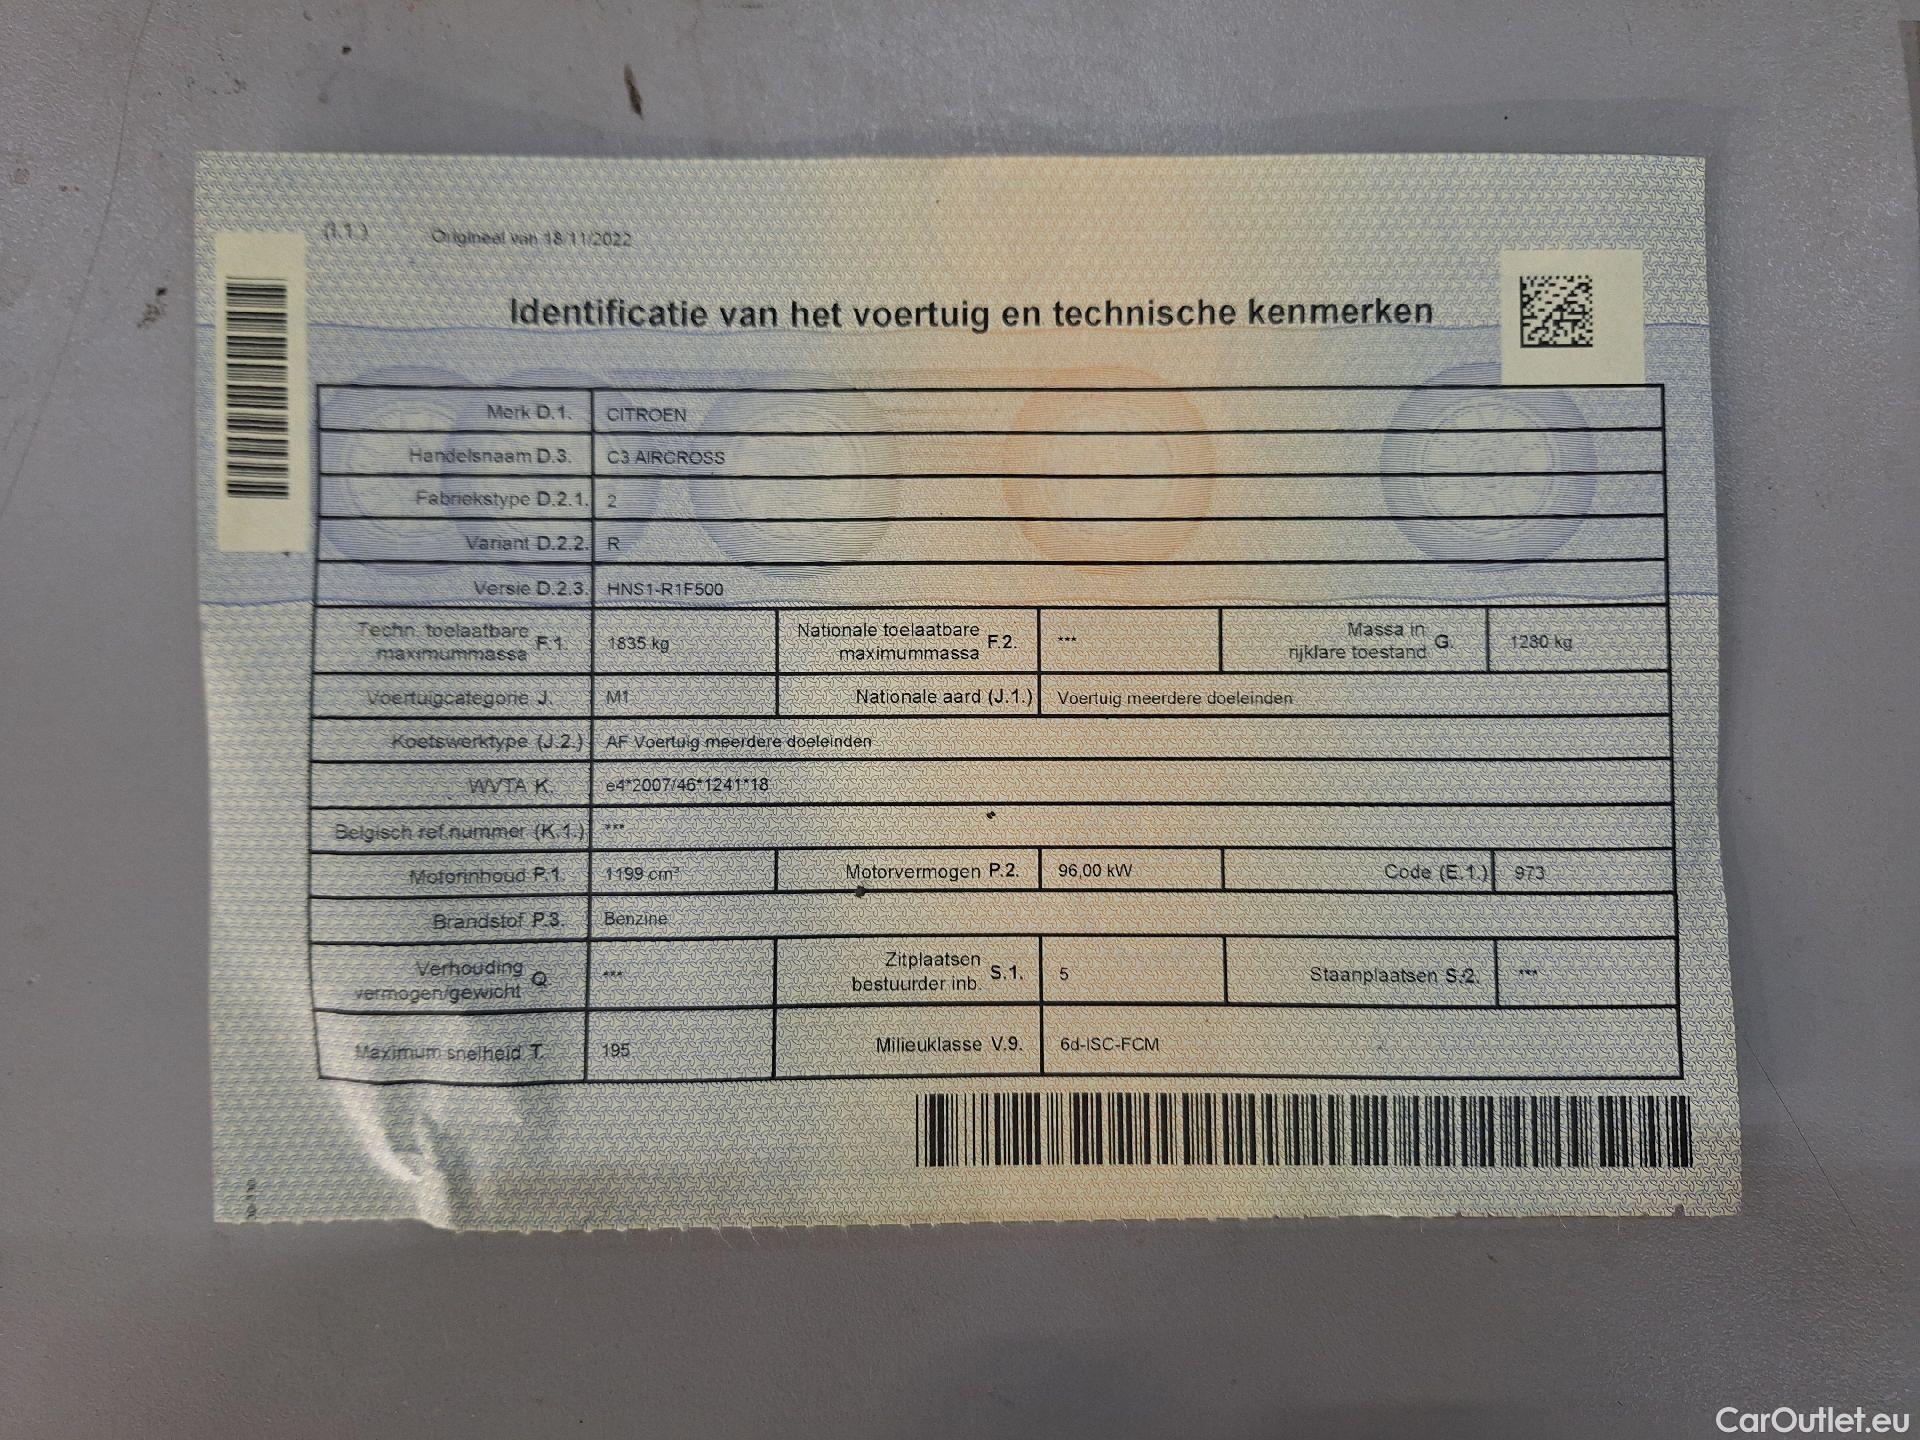 (I.1.) Origineel van 18/11/2022
Identificatie van het voertuig en technische kenmerken
Merk D.1. CITROEN
Handelsnaam D.3. C3 AIRCROSS
Fabriekstype D.2.1. 2
Variant D.2.2. R
Versie D.2.3. HNS1-R1F500
Techn. toelaatbare maximummassa F.1. 1835 kg Nationale toelaatbare maximummassa F.2. *** Massa in rijklare toestand G. 1280 kg
Voertuigcategorie J. M1 Nationale aard (J.1.) Voertuig meerdere doeleinden
Koetswerktype (J.2.) AF Voertuig meerdere doeleinden
WVTA K. e4*2007/46*1241*18
Belgisch ref.nummer (K.1.) ***
Motorinhoud P.1. 1199 cm³ Motorvermogen P.2. 96,00 kW Code (E.1.) 973
Brandstof P.3. Benzine
Verhouding vermogen/gewicht Q. *** Zitplaatsen bestuurder inb. S.1. 5 Staanplaatsen S.2. ***
Maximum snelheid T. 195 Milieuklasse V.9. 6d-ISC-FCM
CarOutlet.eu